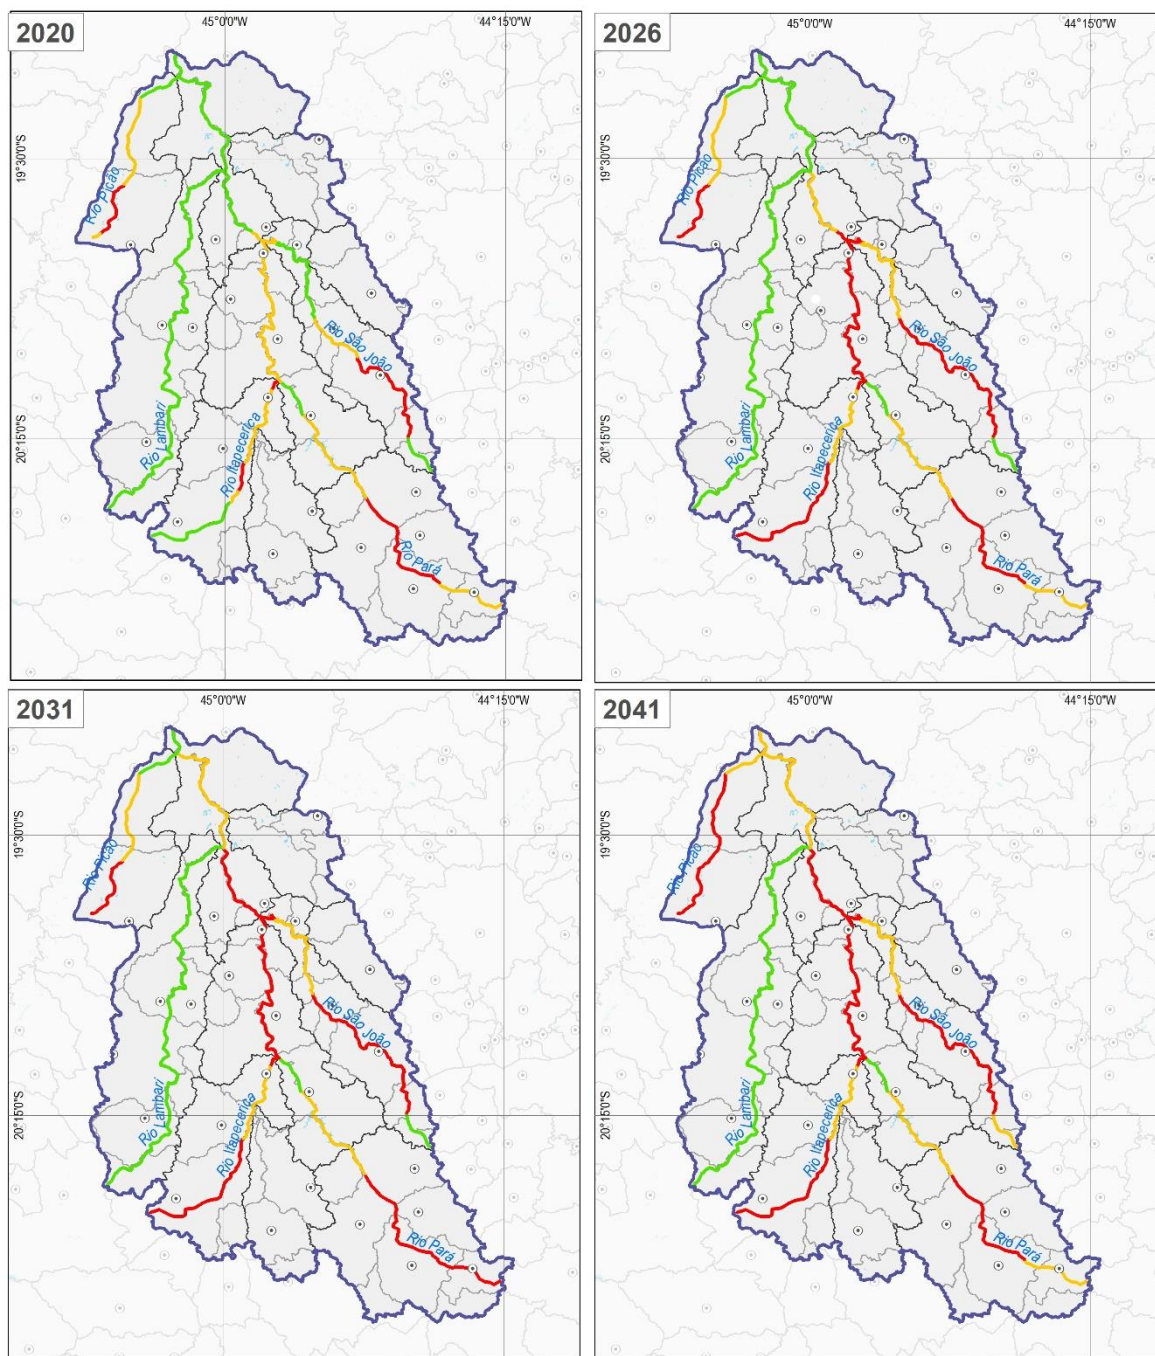 2020
45°0'0"W
44°15'0"W
19°30'0"S
20°15'0"S
Rio Picão
Rio São João
Rio Lambari
Rio Itapecerica
Rio Pará
2026
45°0'0"W
44°15'0"W
19°30'0"S
20°15'0"S
Rio Picão
Rio São João
Rio Lambari
Rio Itapecerica
Rio Pará
2031
45°0'0"W
44°15'0"W
19°30'0"S
20°15'0"S
Rio Picão
Rio São João
Rio Lambari
Rio Itapecerica
Rio Pará
2041
45°0'0"W
44°15'0"W
19°30'0"S
20°15'0"S
Rio Picão
Rio São João
Rio Lambari
Rio Itapecerica
Rio Pará